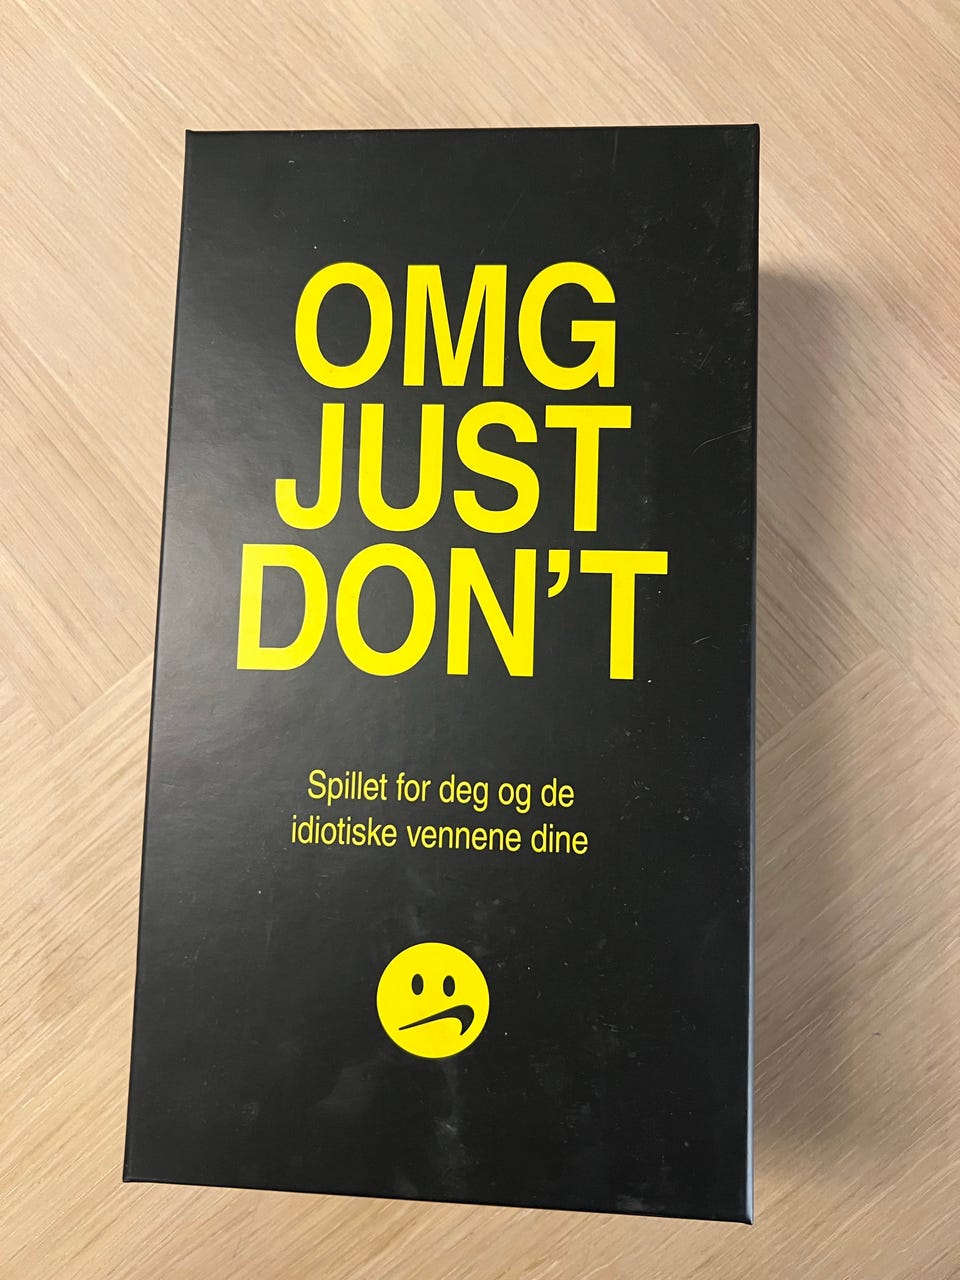 OMG
JUST
DON'T
Spillet for deg og de
idiotiske vennene dine